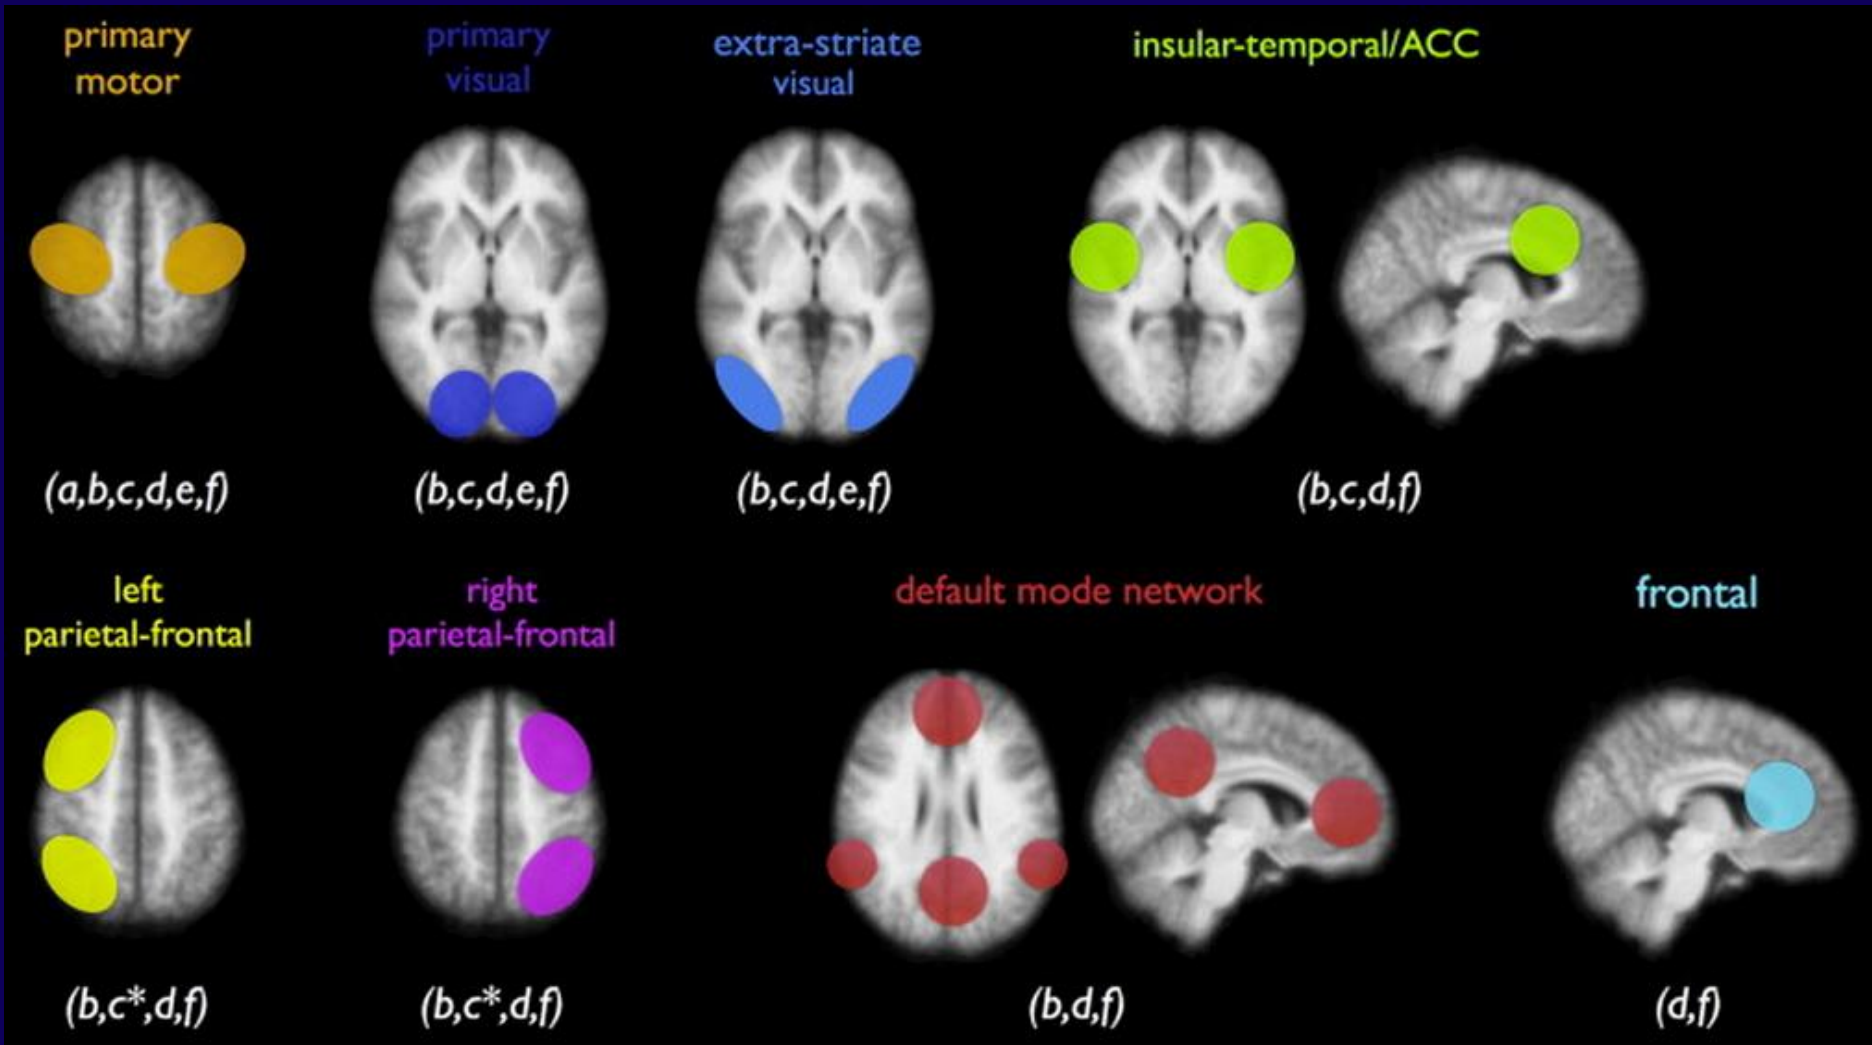 primary
motor
primary
visual
extra-striate
visual
insular-temporal/ACC
(a,b,c,d,e,f)
(b,c,d,e,f)
(b,c,d,e,f)
(b,c,d,f)
left
parietal-frontal
right
parietal-frontal
default mode network
frontal
(b,c*,d,f)
(b,c*,d,f)
(b,d,f)
(d,f)